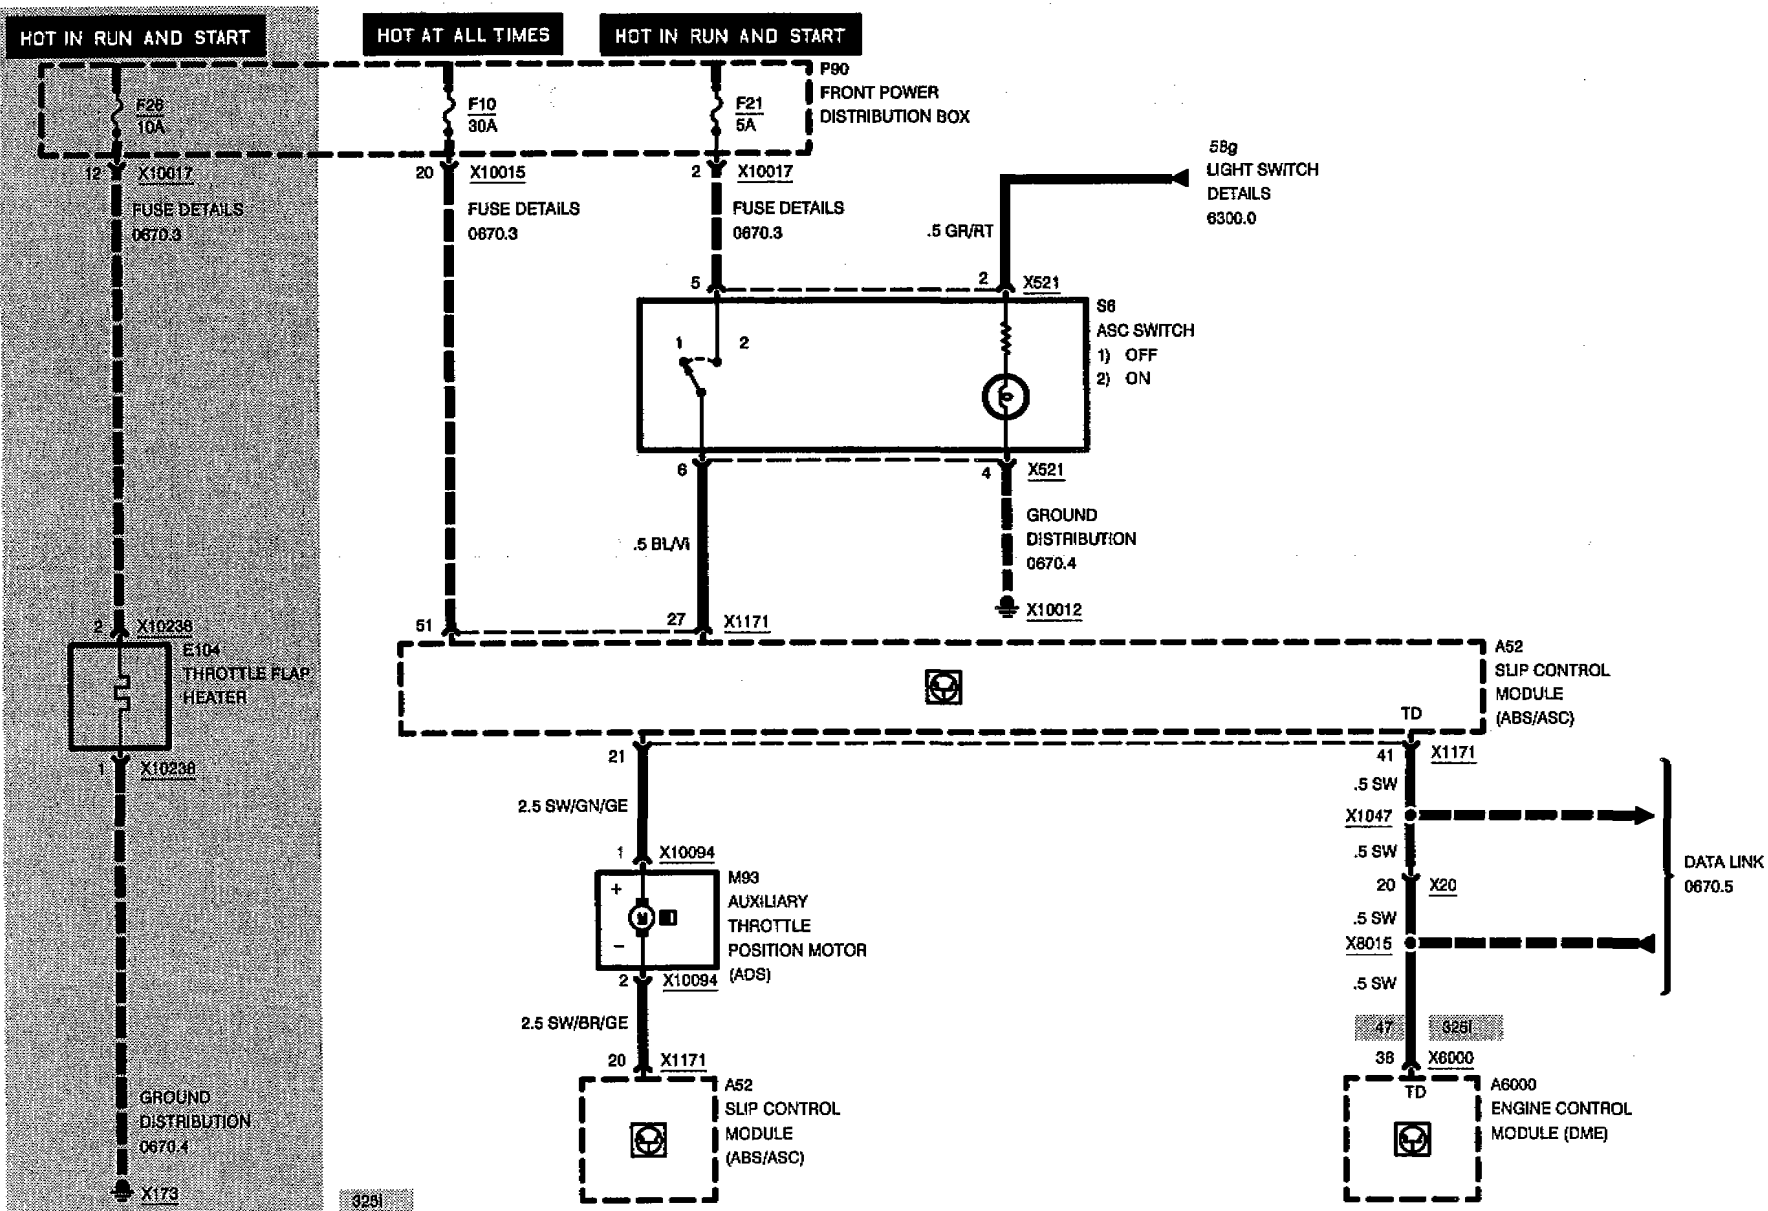 HOT IN RUN AND START
HOT AT ALL TIMES
HOT IN RUN AND START
F26
10A
F10
30A
F21
5A
P90
FRONT POWER
DISTRIBUTION BOX
12
X10017
20
X10015
2
X10017
FUSE DETAILS
0670.3
FUSE DETAILS
0670.3
FUSE DETAILS
0670.3
58g
LIGHT SWITCH
DETAILS
6300.0
.5 GR/RT
5
2
X521
S6
ASC SWITCH
1) OFF
2) ON
1
2
6
4
X521
.5 BL/VI
GROUND
DISTRIBUTION
0670.4
X10012
2
X10238
51
27
X1171
E104
THROTTLE FLAP
HEATER
A52
SLIP CONTROL
MODULE
(ABS/ASC)
TD
1
X10238
21
41
X1171
2.5 SW/GN/GE
.5 SW
X1047
.5 SW
20
X20
.5 SW
X8015
.5 SW
DATA LINK
0670.5
1
X10094
+
M
-
M93
AUXILIARY
THROTTLE
POSITION MOTOR
(ADS)
2
X10094
2.5 SW/BR/GE
20
X1171
A52
SLIP CONTROL
MODULE
(ABS/ASC)
47
325i
38
X6000
TD
A6000
ENGINE CONTROL
MODULE (DME)
GROUND
DISTRIBUTION
0670.4
X173
325i